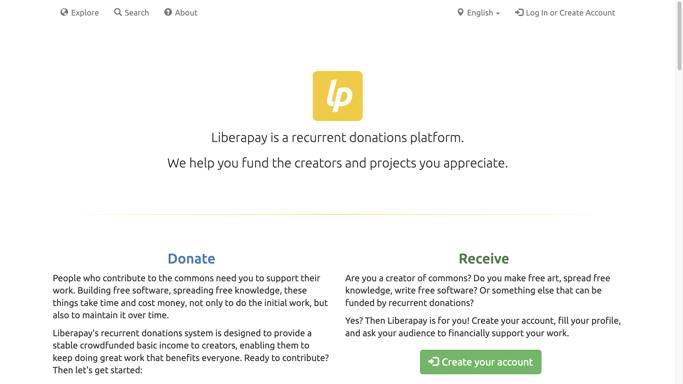 Explore Search About English Log In or Create Account
lp
Liberapay is a recurrent donations platform.
We help you fund the creators and projects you appreciate.
Donate
People who contribute to the commons need you to support their
work. Building free software, spreading free knowledge, these
things take time and cost money, not only to do the initial work, but
also to maintain it over time.
Liberapay's recurrent donations system is designed to provide a
stable crowdfunded basic income to creators, enabling them to
keep doing great work that benefits everyone. Ready to contribute?
Then let's get started:
Receive
Are you a creator of commons? Do you make free art, spread free
knowledge, write free software? Or something else that can be
funded by recurrent donations?
Yes? Then Liberapay is for you! Create your account, fill your profile,
and ask your audience to financially support your work.
Create your account